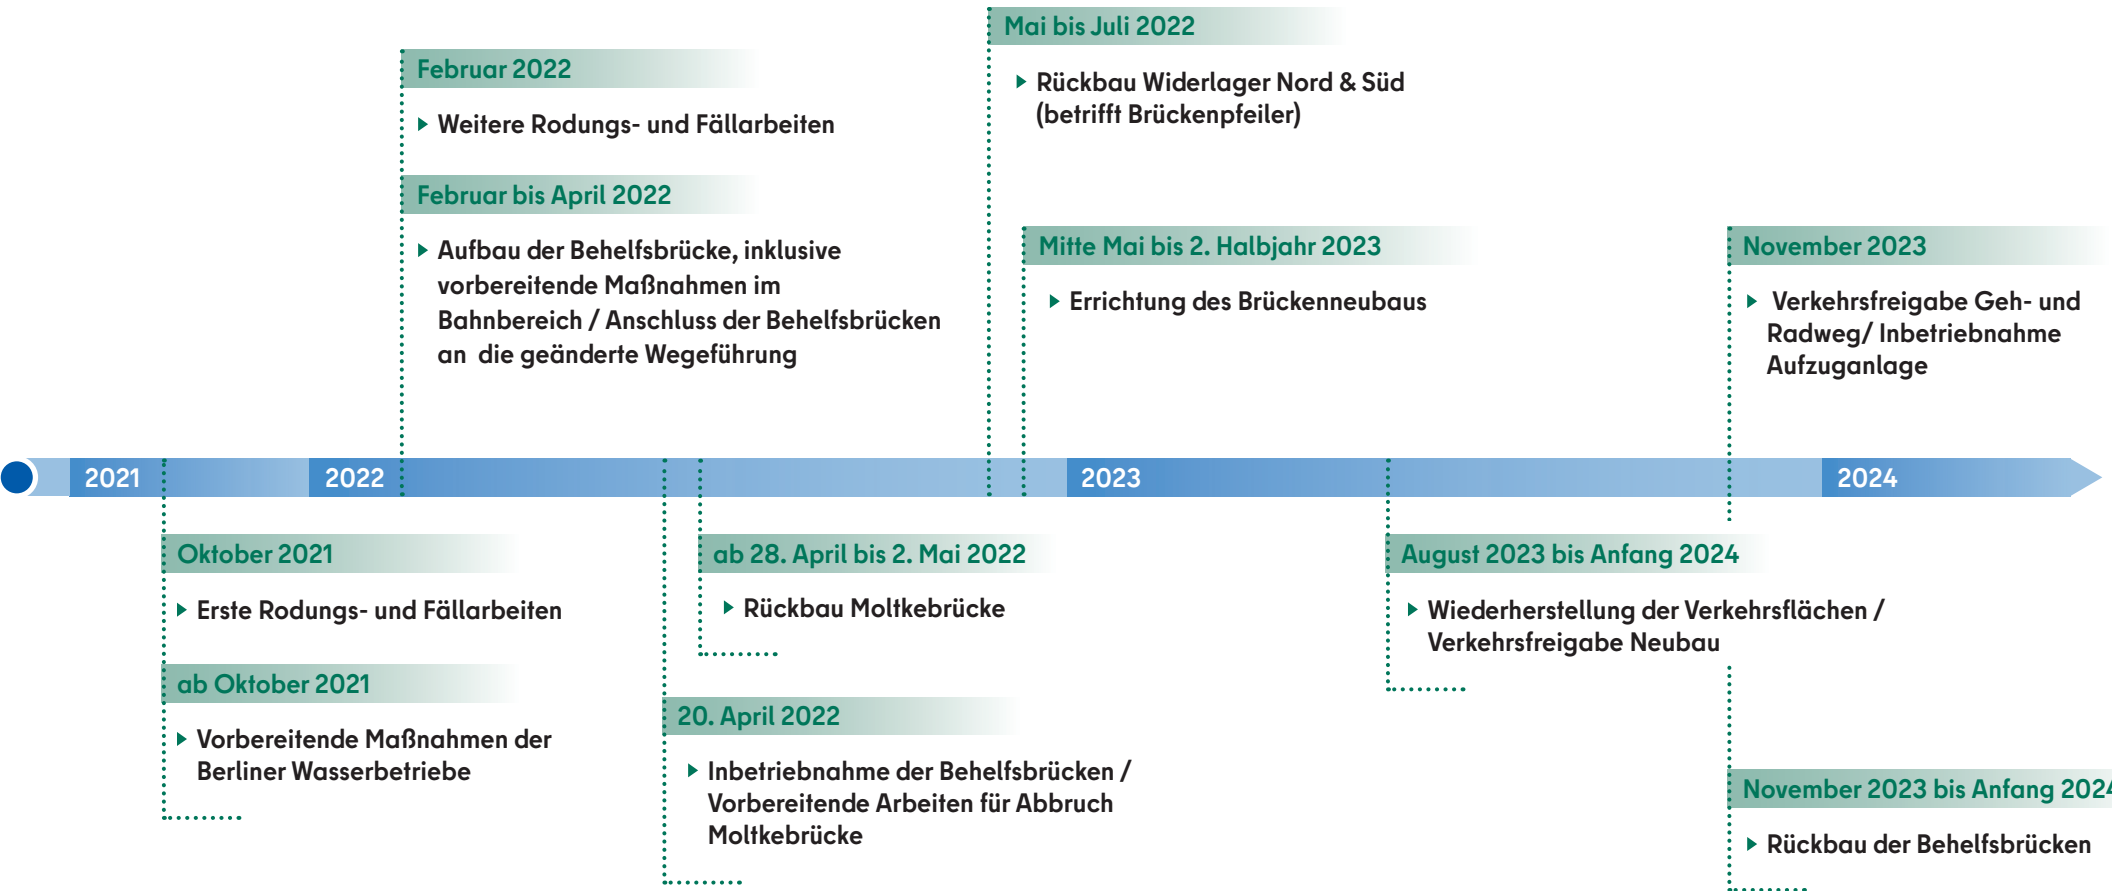 Mai bis Juli 2022
Rückbau Widerlager Nord & Süd
(betrifft Brückenpfeiler)
Februar 2022
Weitere Rodungs- und Fällarbeiten
Februar bis April 2022
Aufbau der Behelfsbrücke, inklusive
vorbereitende Maßnahmen im
Bahnbereich / Anschluss der Behelfsbrücken
an die geänderte Wegeführung
Mitte Mai bis 2. Halbjahr 2023
Errichtung des Brückenneubaus
November 2023
Verkehrsfreigabe Geh- und
Radweg/ Inbetriebnahme
Aufzuganlage
2021
2022
2023
2024
Oktober 2021
Erste Rodungs- und Fällarbeiten
ab Oktober 2021
Vorbereitende Maßnahmen der
Berliner Wasserbetriebe
ab 28. April bis 2. Mai 2022
Rückbau Moltkebrücke
20. April 2022
Inbetriebnahme der Behelfsbrücken /
Vorbereitende Arbeiten für Abbruch
Moltkebrücke
August 2023 bis Anfang 2024
Wiederherstellung der Verkehrsflächen /
Verkehrsfreigabe Neubau
November 2023 bis Anfang 2024
Rückbau der Behelfsbrücken